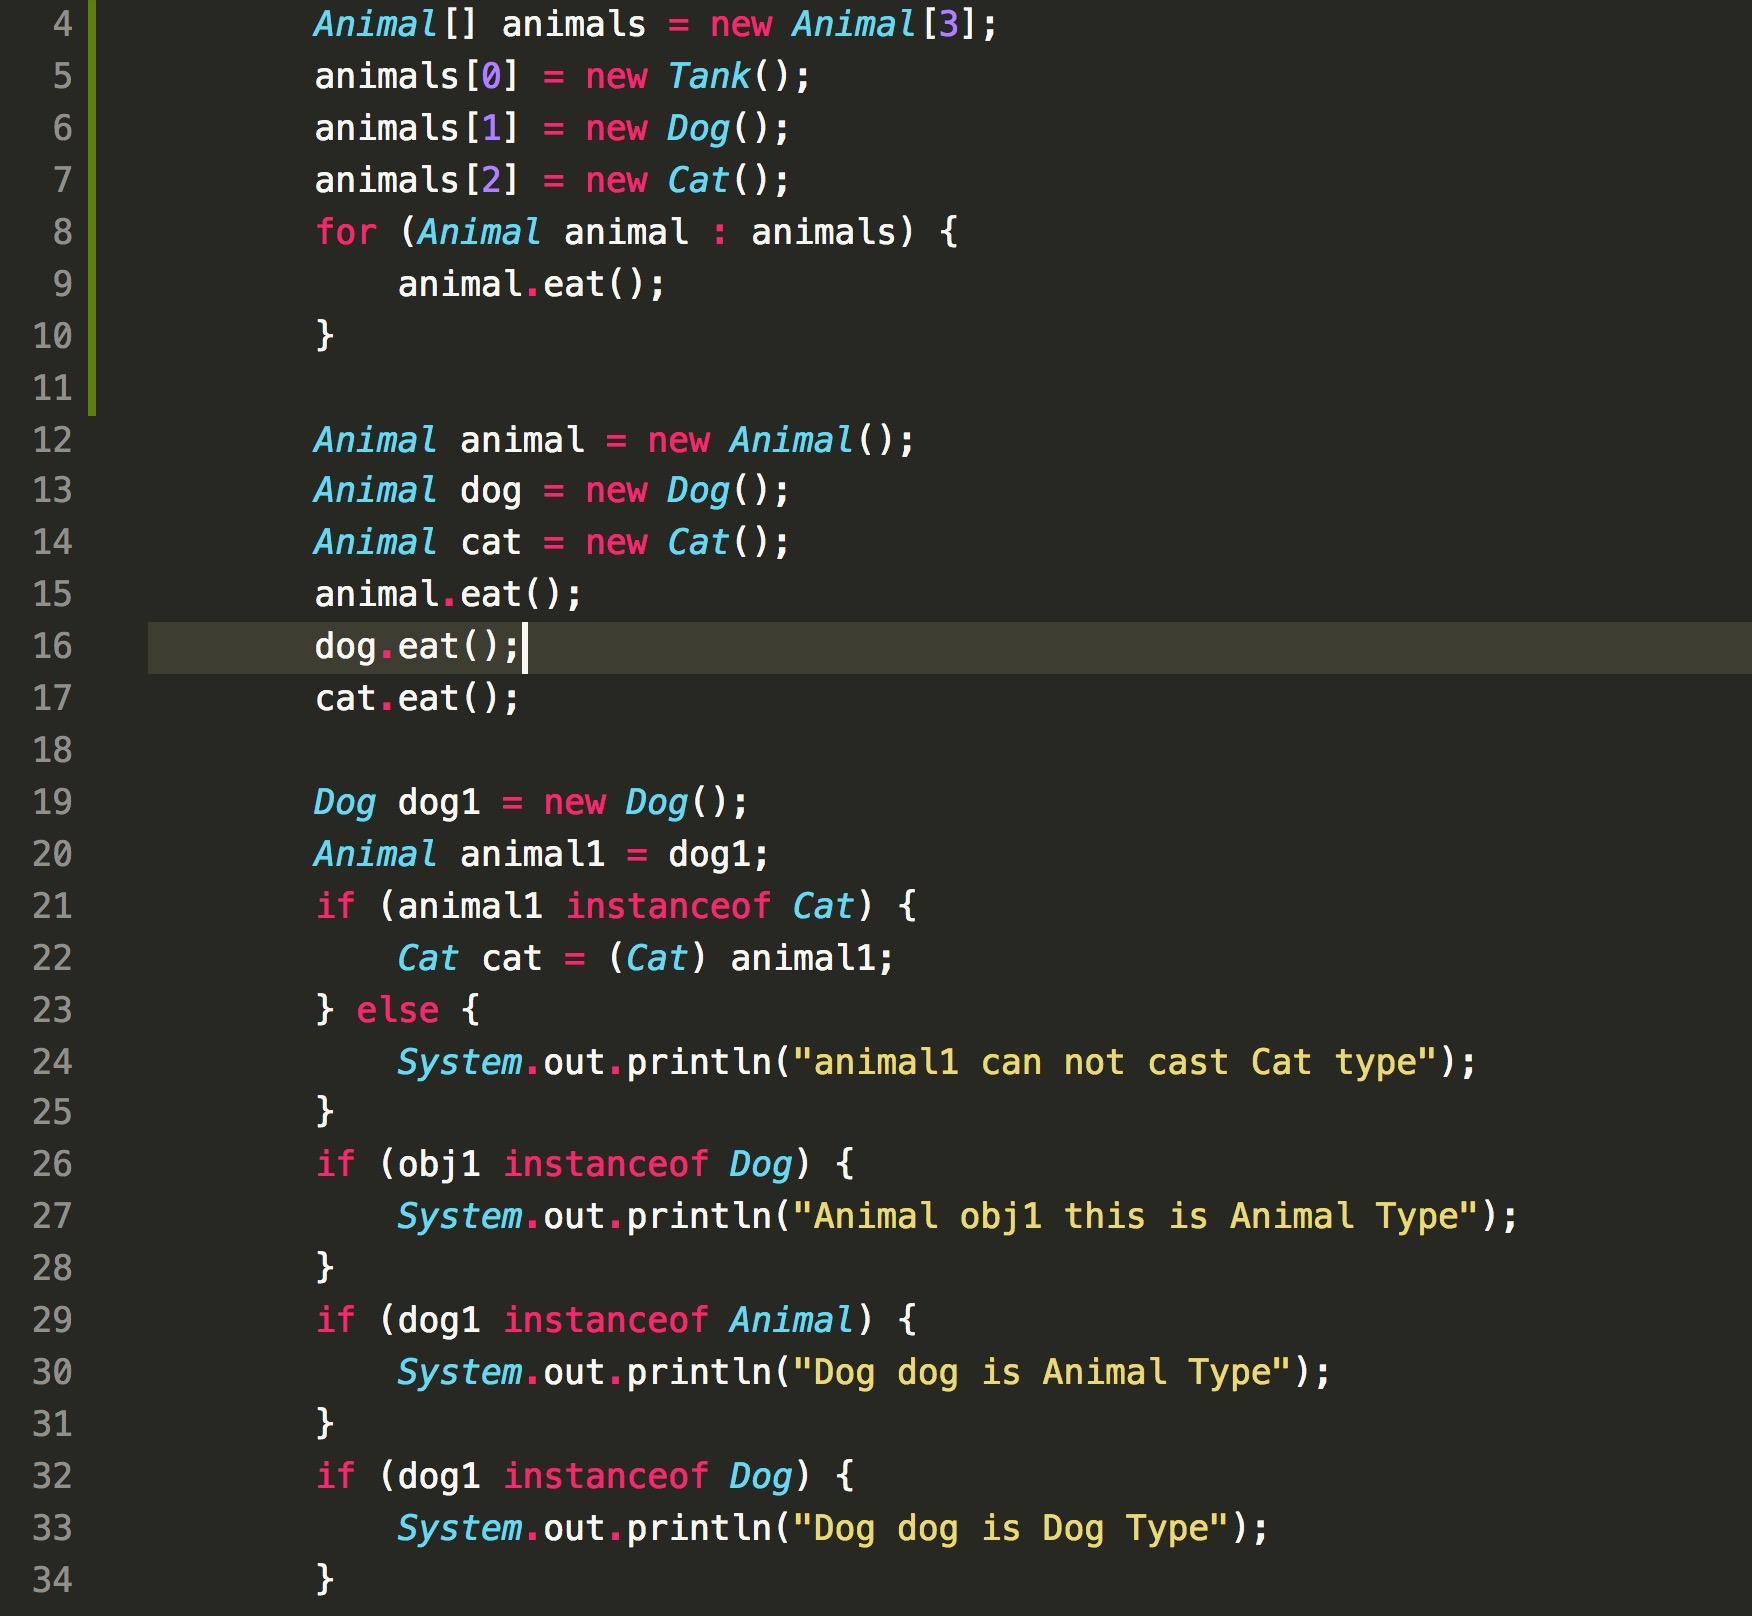 4 Animal[] animals = new Animal[3];
5 animals[0] = new Tank();
6 animals[1] = new Dog();
7 animals[2] = new Cat();
8 for (Animal animal : animals) {
9 animal.eat();
10 }
11
12 Animal animal = new Animal();
13 Animal dog = new Dog();
14 Animal cat = new Cat();
15 animal.eat();
16 dog.eat();
17 cat.eat();
18
19 Dog dog1 = new Dog();
20 Animal animal1 = dog1;
21 if (animal1 instanceof Cat) {
22 Cat cat = (Cat) animal1;
23 } else {
24 System.out.println("animal1 can not cast Cat type");
25 }
26 if (obj1 instanceof Dog) {
27 System.out.println("Animal obj1 this is Animal Type");
28 }
29 if (dog1 instanceof Animal) {
30 System.out.println("Dog dog is Animal Type");
31 }
32 if (dog1 instanceof Dog) {
33 System.out.println("Dog dog is Dog Type");
34 }